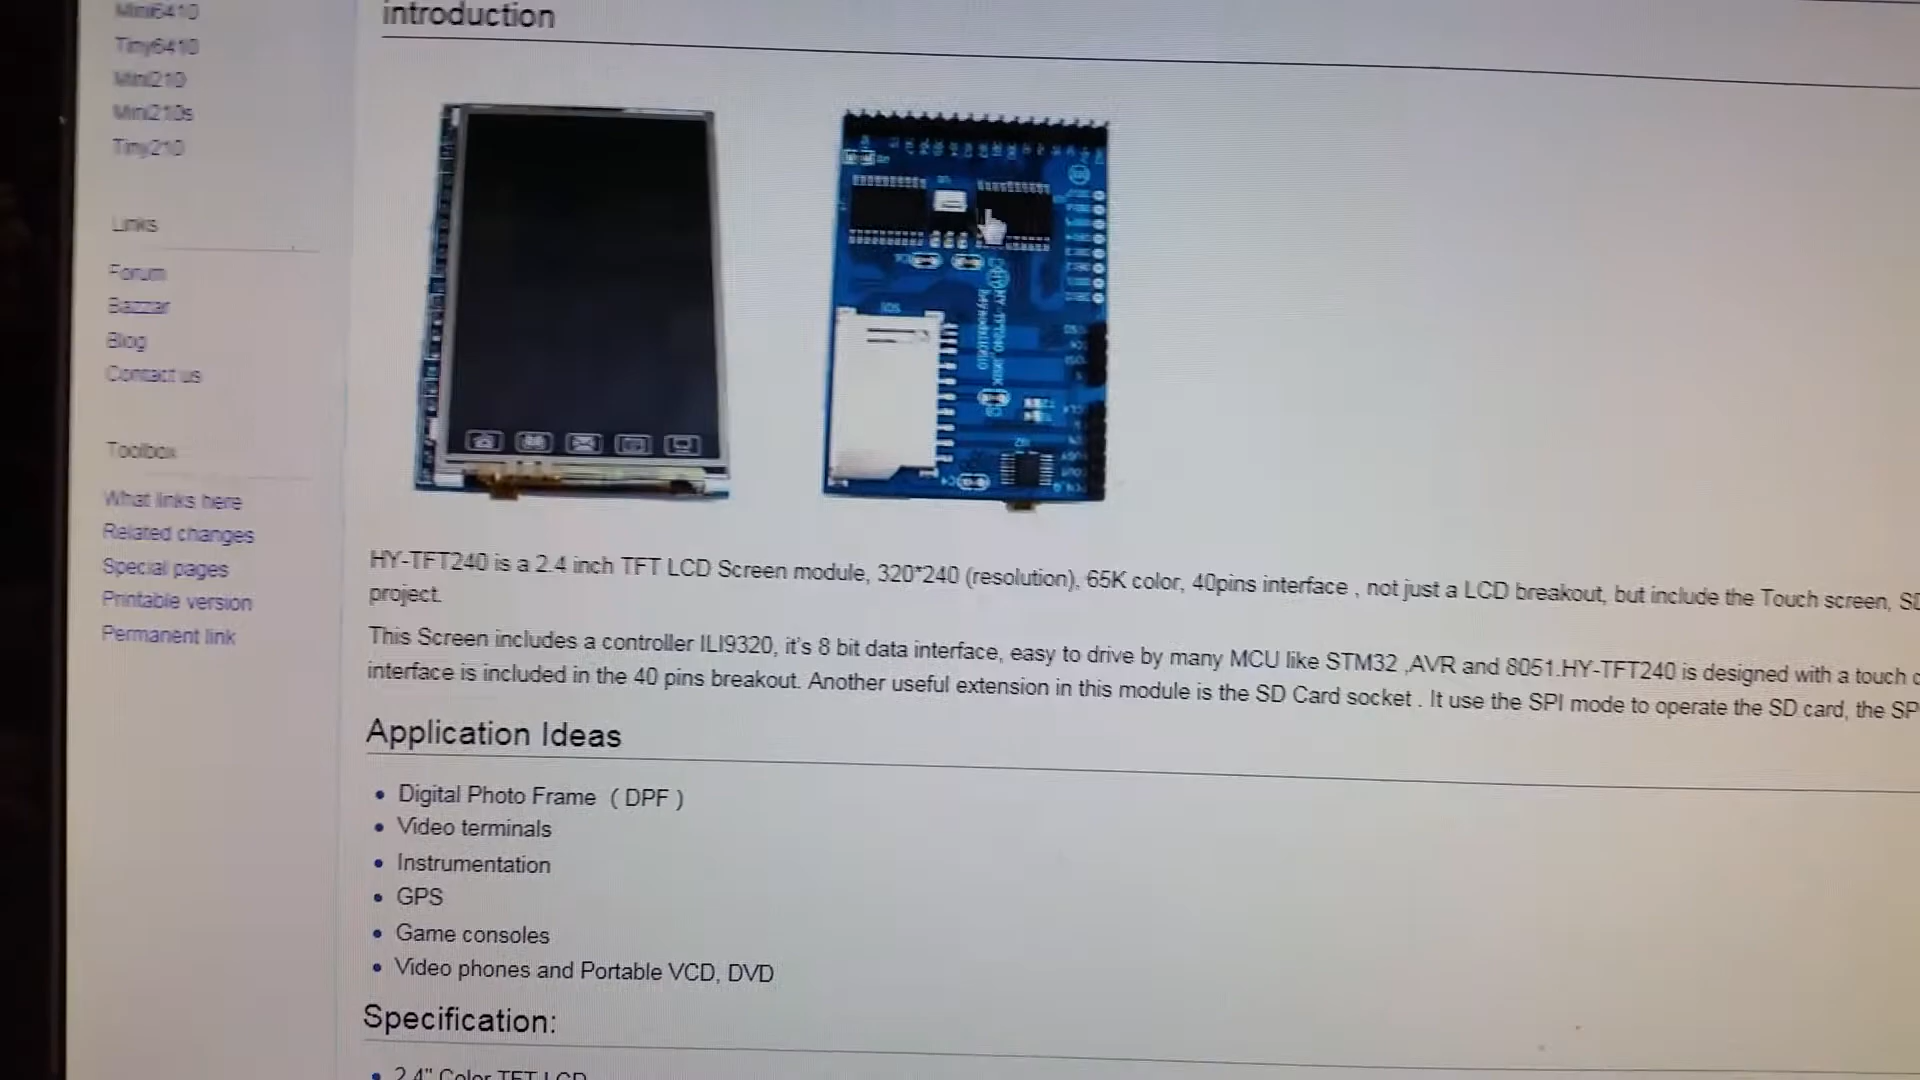 Mini6410
Tiny6410
Mini210
Mini210s
Tiny210
Links
Forum
Bazzar
Blog
Contact us
Toolbox
What links here
Related changes
Special pages
Printable version
Permanent link
introduction
HY-TFT240 is a 2.4 inch TFT LCD Screen module, 320*240 (resolution), 65K color, 40pins interface , not just a LCD breakout, but include the Touch screen, SD
project.
This Screen includes a controller ILI9320, it's 8 bit data interface, easy to drive by many MCU like STM32 ,AVR and 8051.HY-TFT240 is designed with a touch c
interface is included in the 40 pins breakout. Another useful extension in this module is the SD Card socket . It use the SPI mode to operate the SD card, the SP
Application Ideas
• Digital Photo Frame ( DPF )
• Video terminals
• Instrumentation
• GPS
• Game consoles
• Video phones and Portable VCD, DVD
Specification:
• 2.4" Color TFT LCD